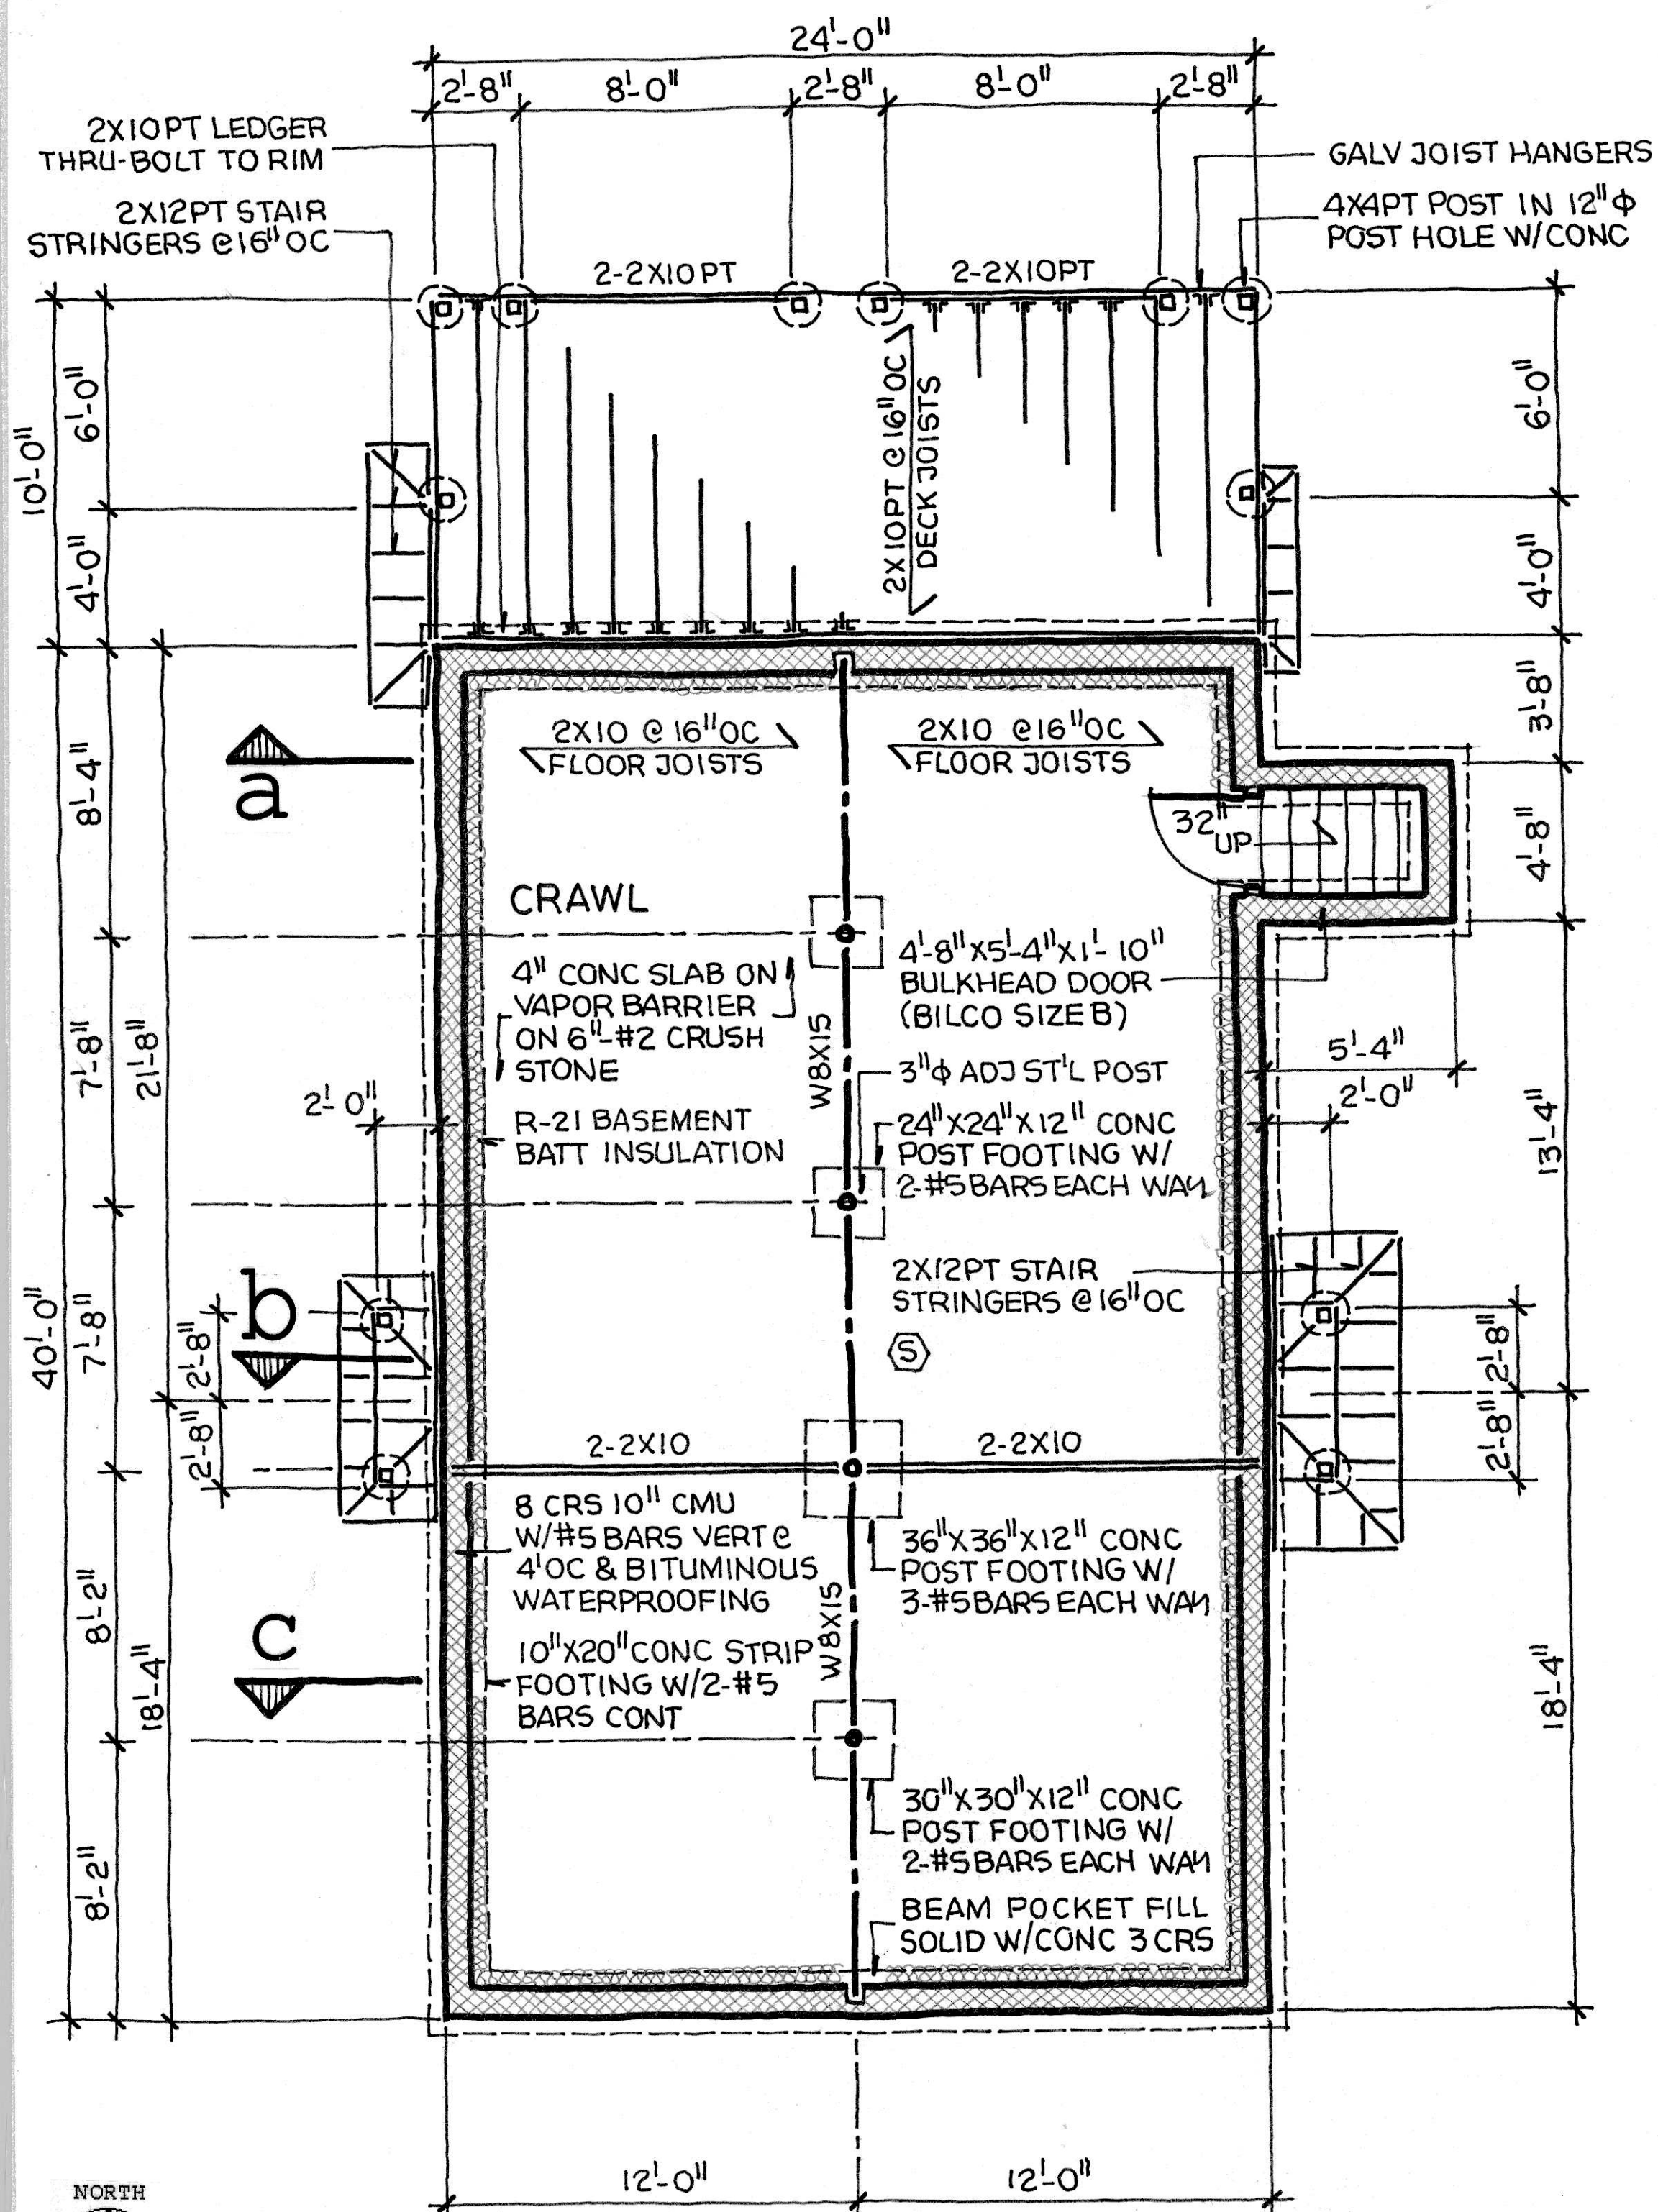 24'-0"
2'-8"
8'-0"
2'-8"
8'-0"
2'-8"
2X10PT LEDGER
THRU-BOLT TO RIM
2X12PT STAIR
STRINGERS @16" OC
GALV JOIST HANGERS
4X4PT POST IN 12"φ
POST HOLE W/CONC
2-2X10PT
2-2X10PT
10'-0"
6'-0"
4'-0"
2X10PT @ 16" OC
DECK JOISTS
6'-0"
4'-0"
3'-8"
4'-8"
13'-4"
18'-4"
2X10 @ 16" OC
FLOOR JOISTS
2X10 @16" OC
FLOOR JOISTS
a
8'-4"
7'-8"
21'-8"
32"
UP
CRAWL
4" CONC SLAB ON
VAPOR BARRIER
ON 6"-#2 CRUSH
STONE
W8X15
4'-8"X5'-4"X1'-10"
BULKHEAD DOOR
(BILCO SIZE B)
5'-4"
2'-0"
2'-0"
3"φ ADJ ST'L POST
24"X24"X12" CONC
POST FOOTING W/
2-#5 BARS EACH WAY
R-21 BASEMENT
BATT INSULATION
2X12PT STAIR
STRINGERS @16" OC
S
b
40'-0"
7'-8"
2'-8"
2'-8"
2'-8"
2'-8"
2-2X10
2-2X10
8 CRS 10" CMU
W/#5 BARS VERT @
4' OC & BITUMINOUS
WATERPROOFING
36"X36"X12" CONC
POST FOOTING W/
3-#5 BARS EACH WAY
W8X15
c
8'-2"
18'-4"
8'-2"
10"X20" CONC STRIP
FOOTING W/2-#5
BARS CONT
30"X30"X12" CONC
POST FOOTING W/
2-#5 BARS EACH WAY
BEAM POCKET FILL
SOLID W/CONC 3 CRS
12'-0"
12'-0"
NORTH